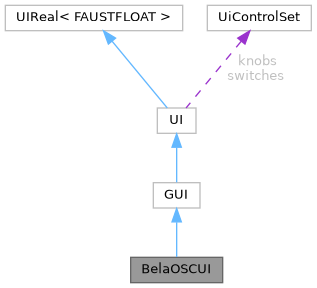 UIReal< FAUSTFLOAT >
UiControlSet
knobs
switches
UI
GUI
BelaOSCUI